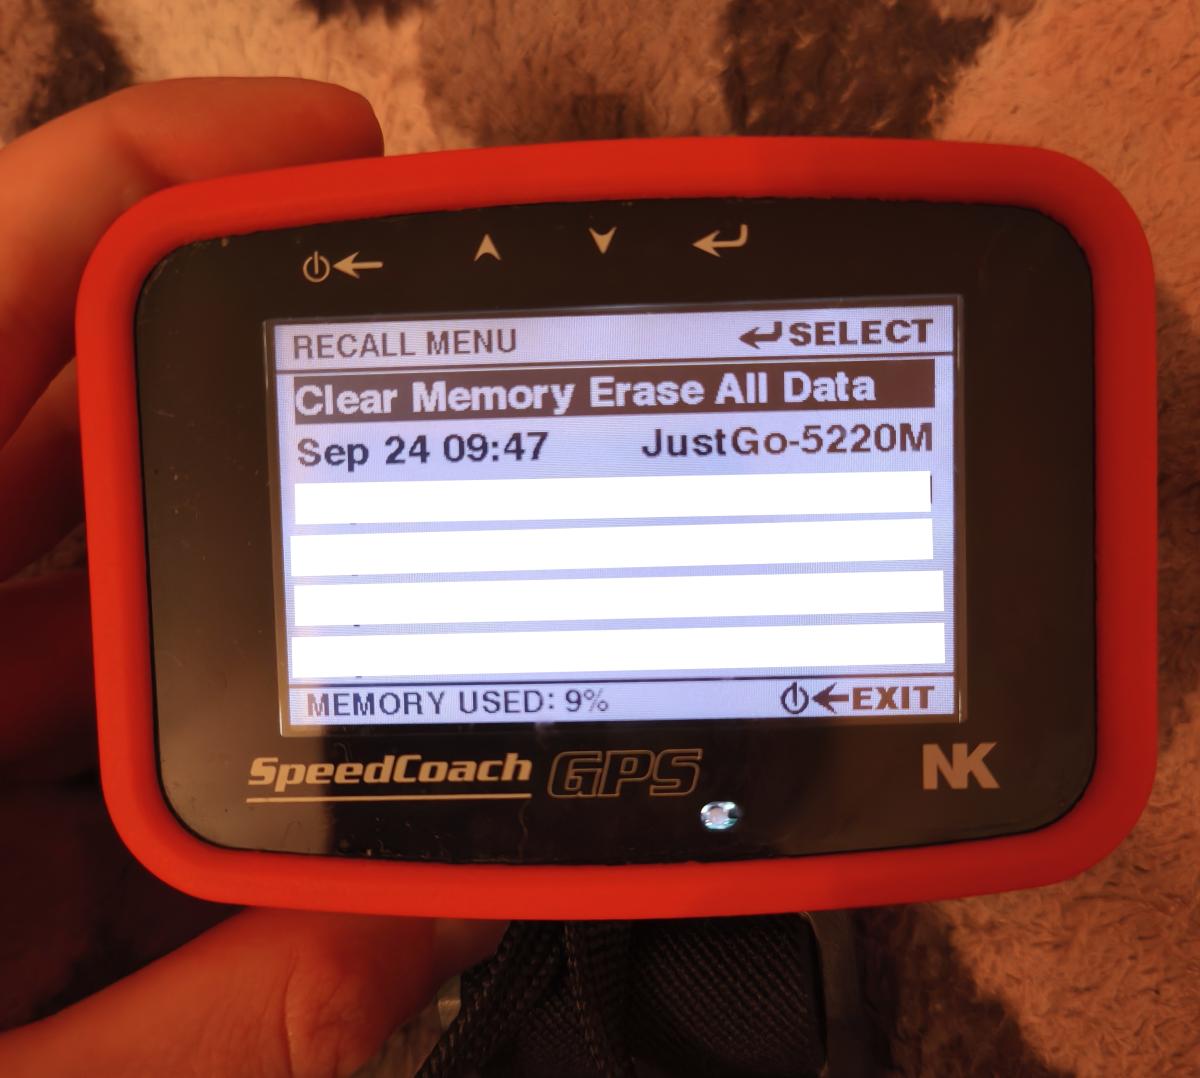 RECALL MENU SELECT
Clear Memory Erase All Data
Sep 24 09:47 JustGo-5220M
MEMORY USED: 9% EXIT
SpeedCoach GPS NK